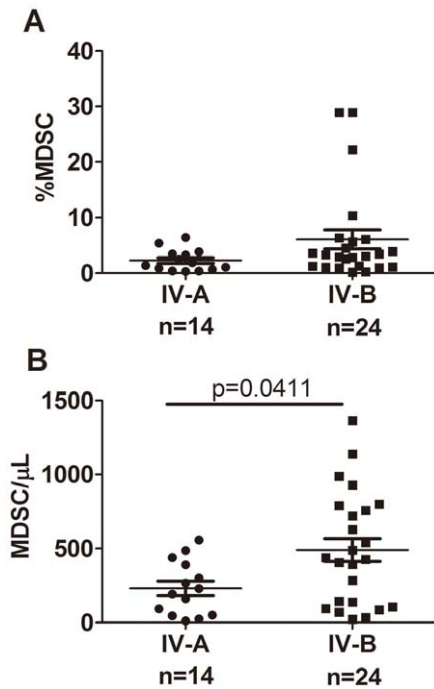 A
%MDSC
40
30
20
10
0
IV-A IV-B
n=14 n=24
B
p=0.0411
MDSC/μL
1500
1000
500
0
IV-A IV-B
n=14 n=24